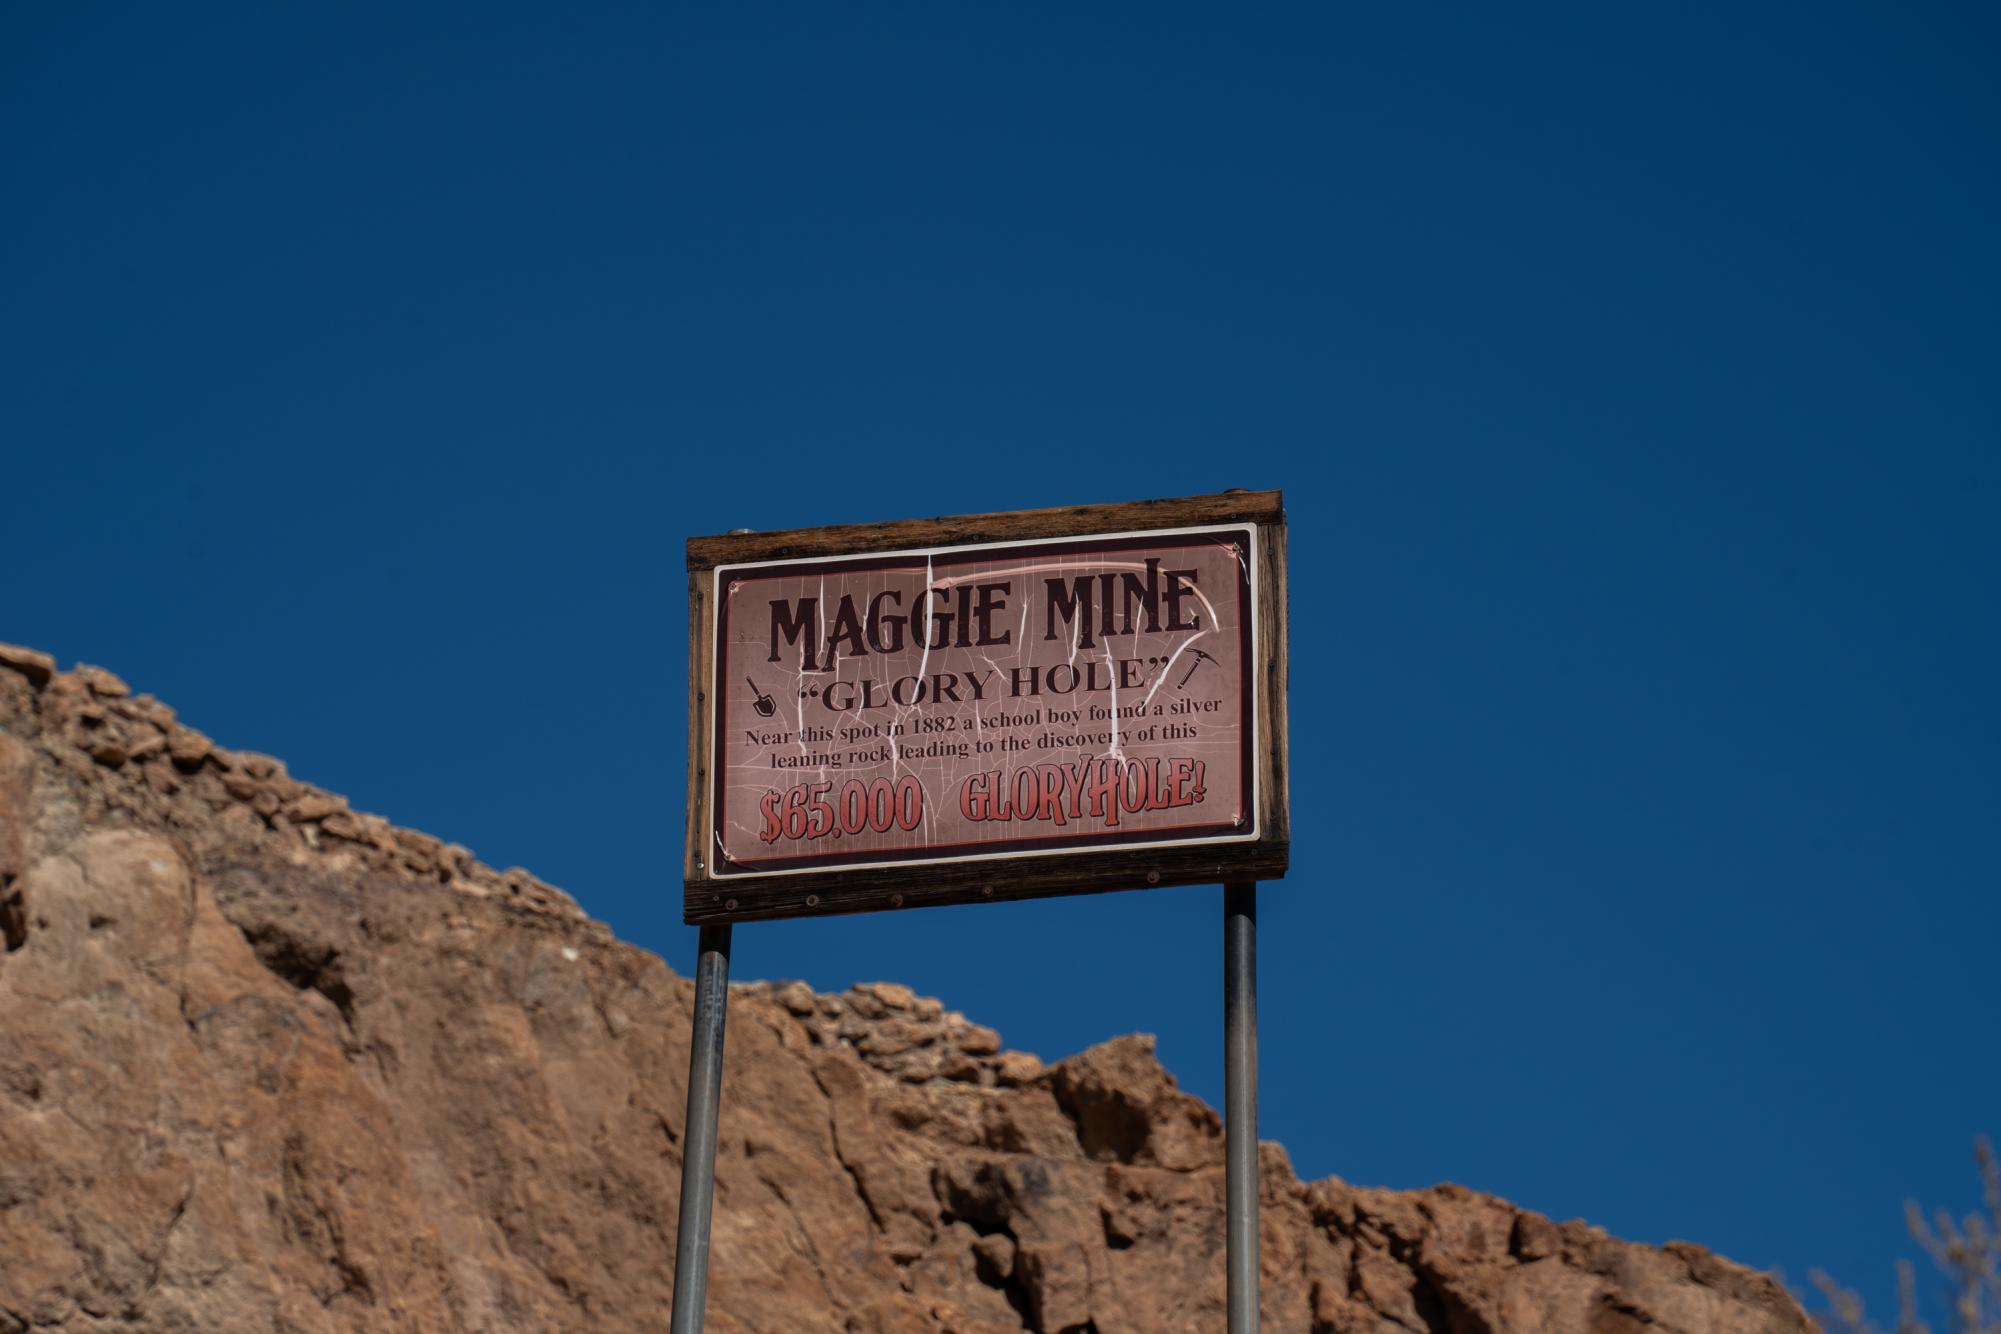 MAGGIE MINE
"GLORY HOLE"
Near this spot in 1882 a school boy found a silver
leaning rock leading to the discovery of this
$65.000 GLORYHOLE!